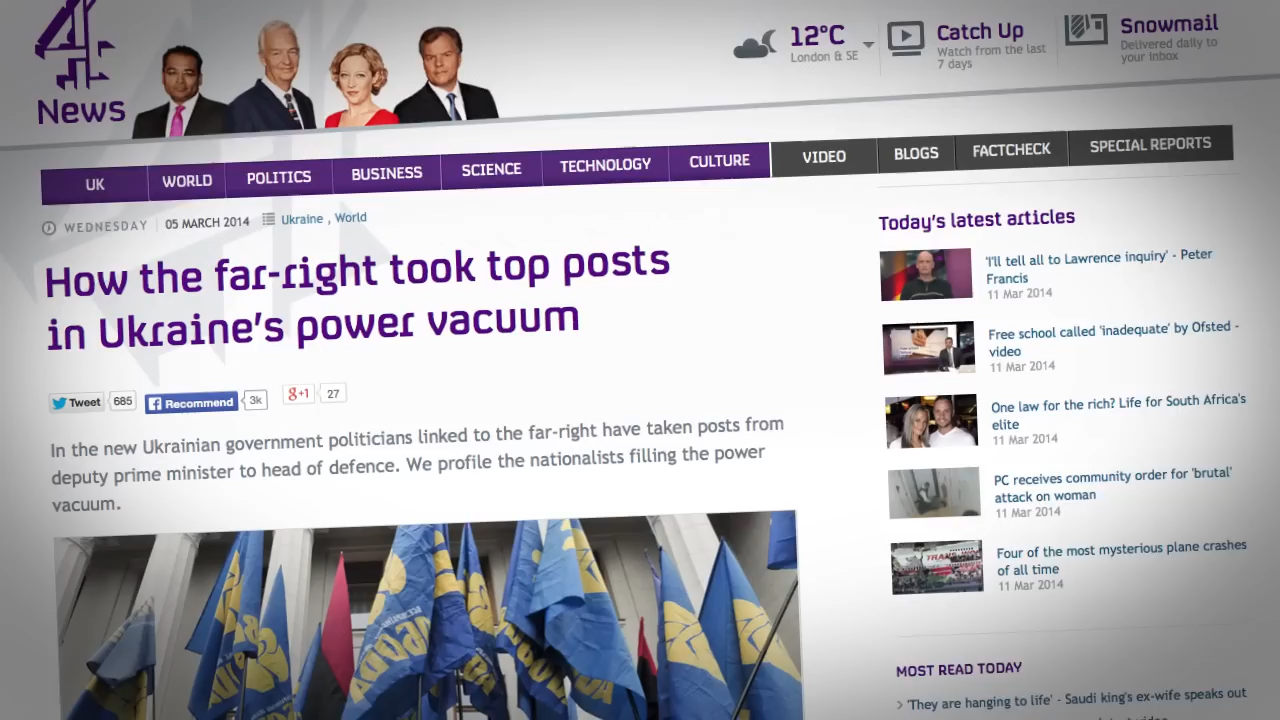 4
News
12°C
London & SE
Catch Up
Watch from the last
7 days
Snowmail
Delivered daily to
your inbox
UK
WORLD
POLITICS
BUSINESS
SCIENCE
TECHNOLOGY
CULTURE
VIDEO
BLOGS
FACTCHECK
SPECIAL REPORTS
WEDNESDAY
05 MARCH 2014
Ukraine , World
How the far-right took top posts
in Ukraine's power vacuum
Tweet
685
Recommend
3k
g+1
27
In the new Ukrainian government politicians linked to the far-right have taken posts from
deputy prime minister to head of defence. We profile the nationalists filling the power
vacuum.
Today's latest articles
'I'll tell all to Lawrence inquiry' - Peter
Francis
11 Mar 2014
Free school called 'inadequate' by Ofsted -
video
11 Mar 2014
One law for the rich? Life for South Africa's
elite
11 Mar 2014
PC receives community order for 'brutal'
attack on woman
11 Mar 2014
Four of the most mysterious plane crashes
of all time
11 Mar 2014
MOST READ TODAY
'They are hanging to life' - Saudi king's ex-wife speaks out